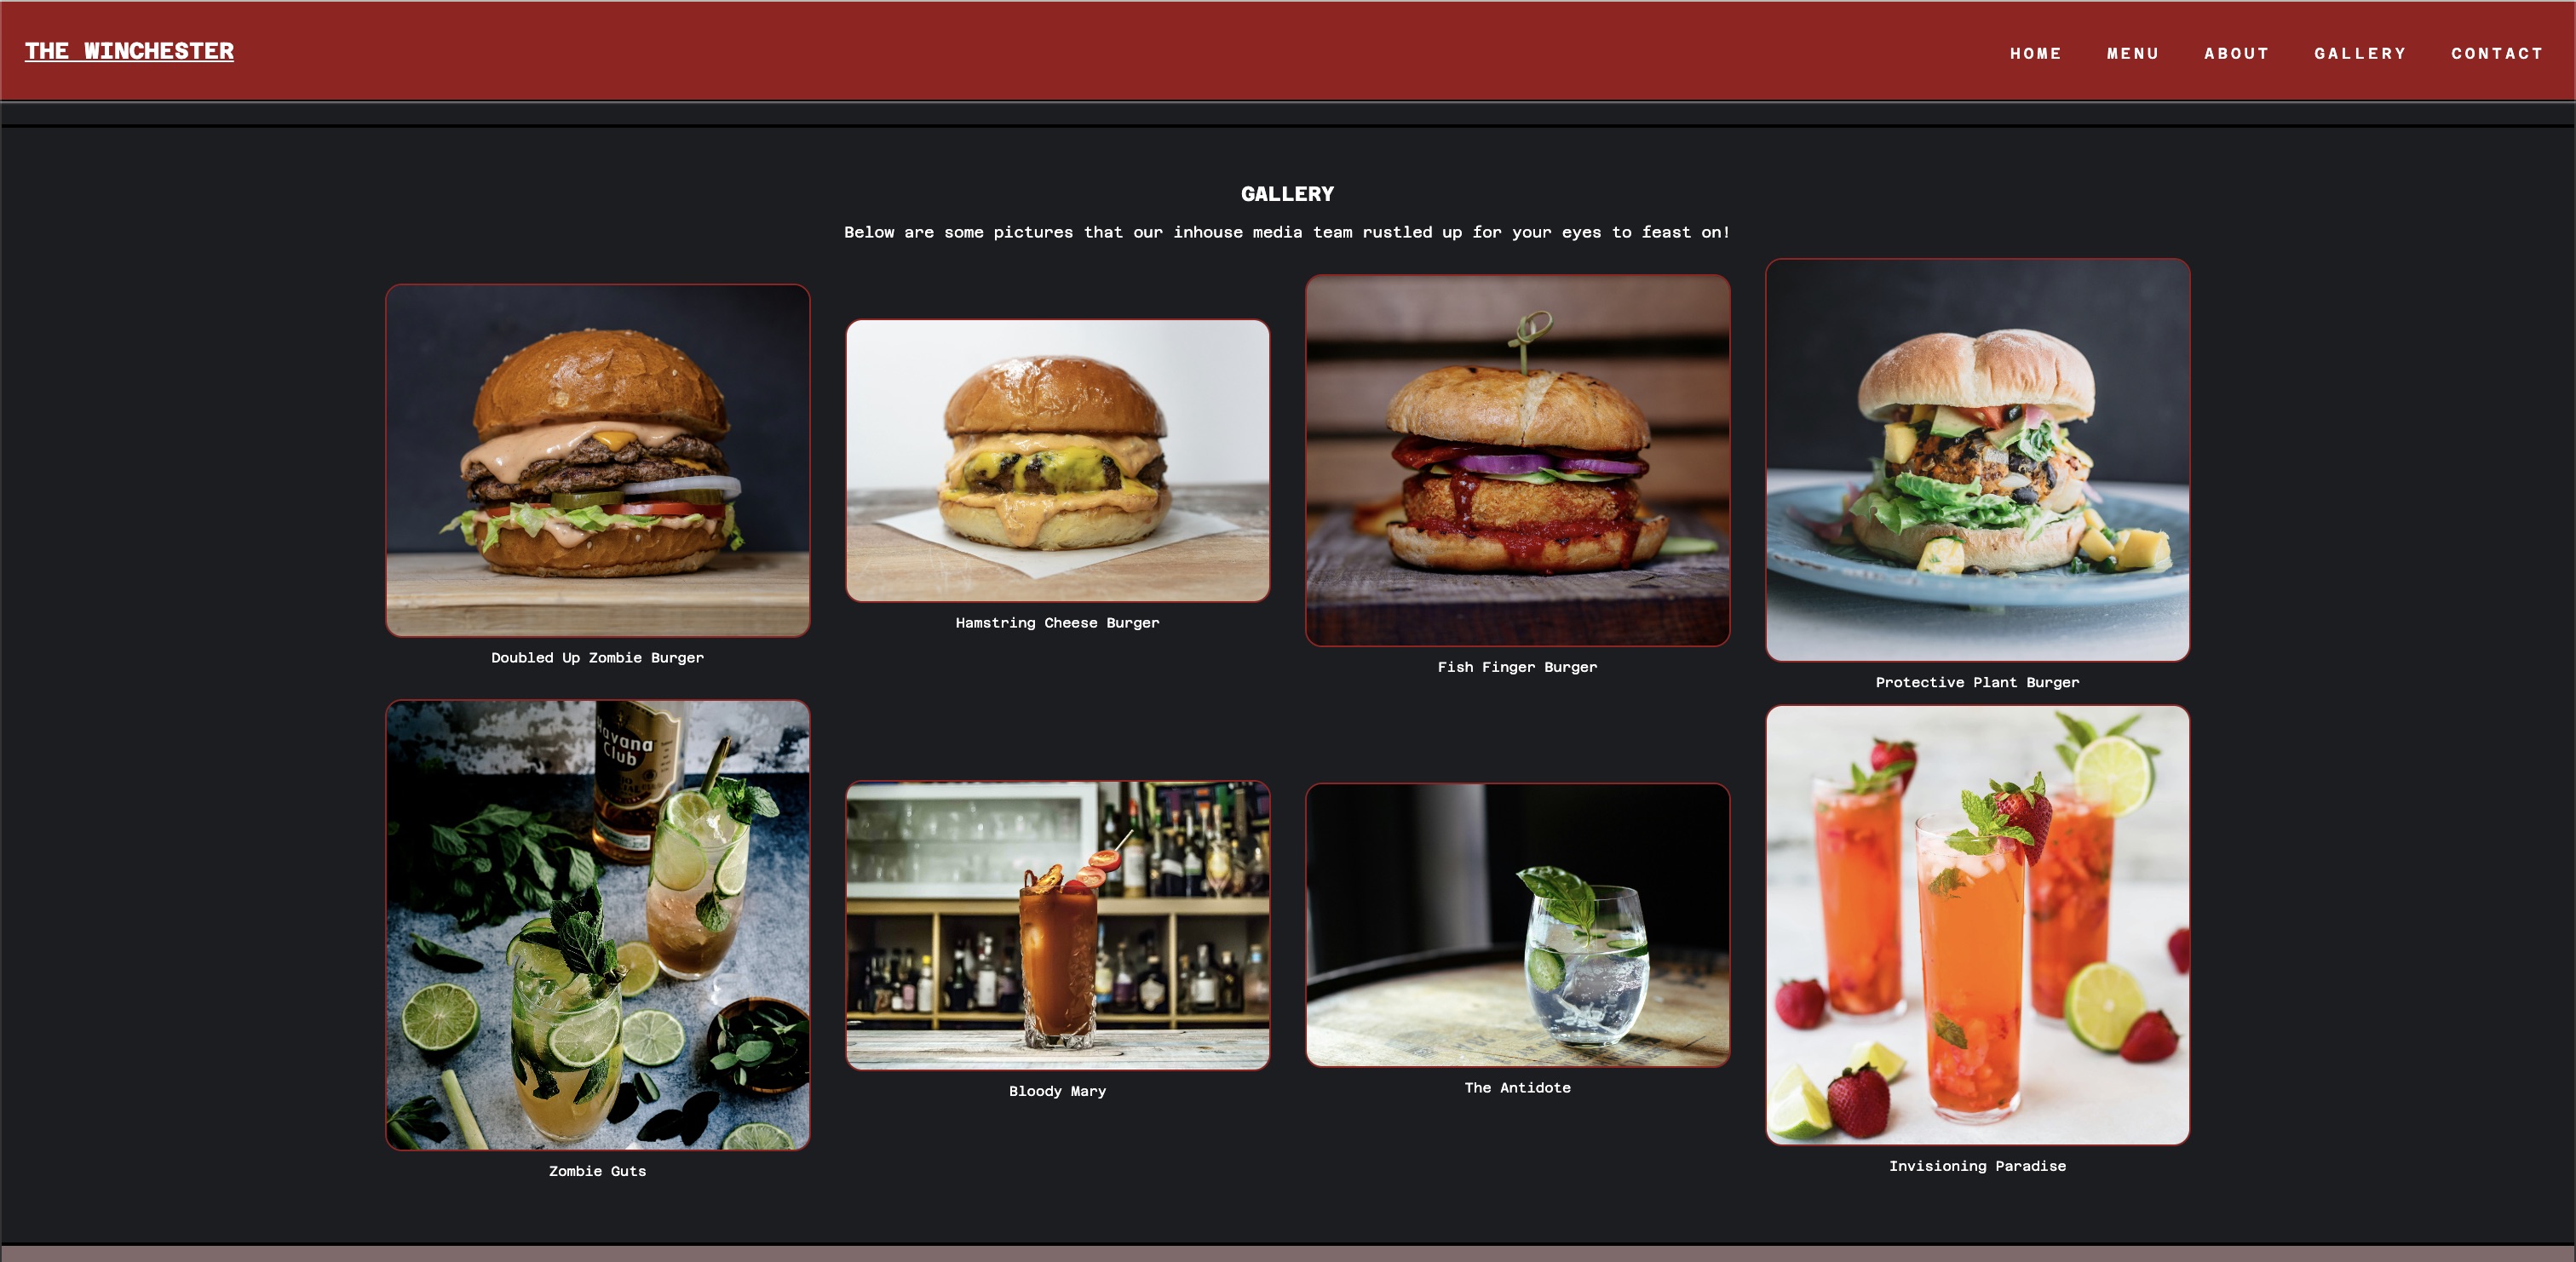 THE WINCHESTER
HOME MENU ABOUT GALLERY CONTACT
GALLERY
Below are some pictures that our inhouse media team rustled up for your eyes to feast on!
Doubled Up Zombie Burger
Hamstring Cheese Burger
Fish Finger Burger
Protective Plant Burger
Havana
Club
Zombie Guts
Bloody Mary
The Antidote
Invisioning Paradise